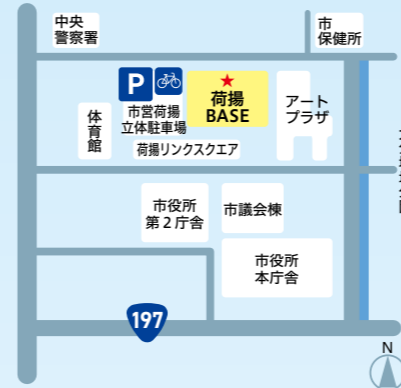 中央
警察署
市
保健所
P
荷揚
BASE
アート
プラザ
体育館
市営荷揚
立体駐車場
荷揚リンクスクエア
市役所
第2庁舎
市議会棟
市役所
本庁舎
197
N